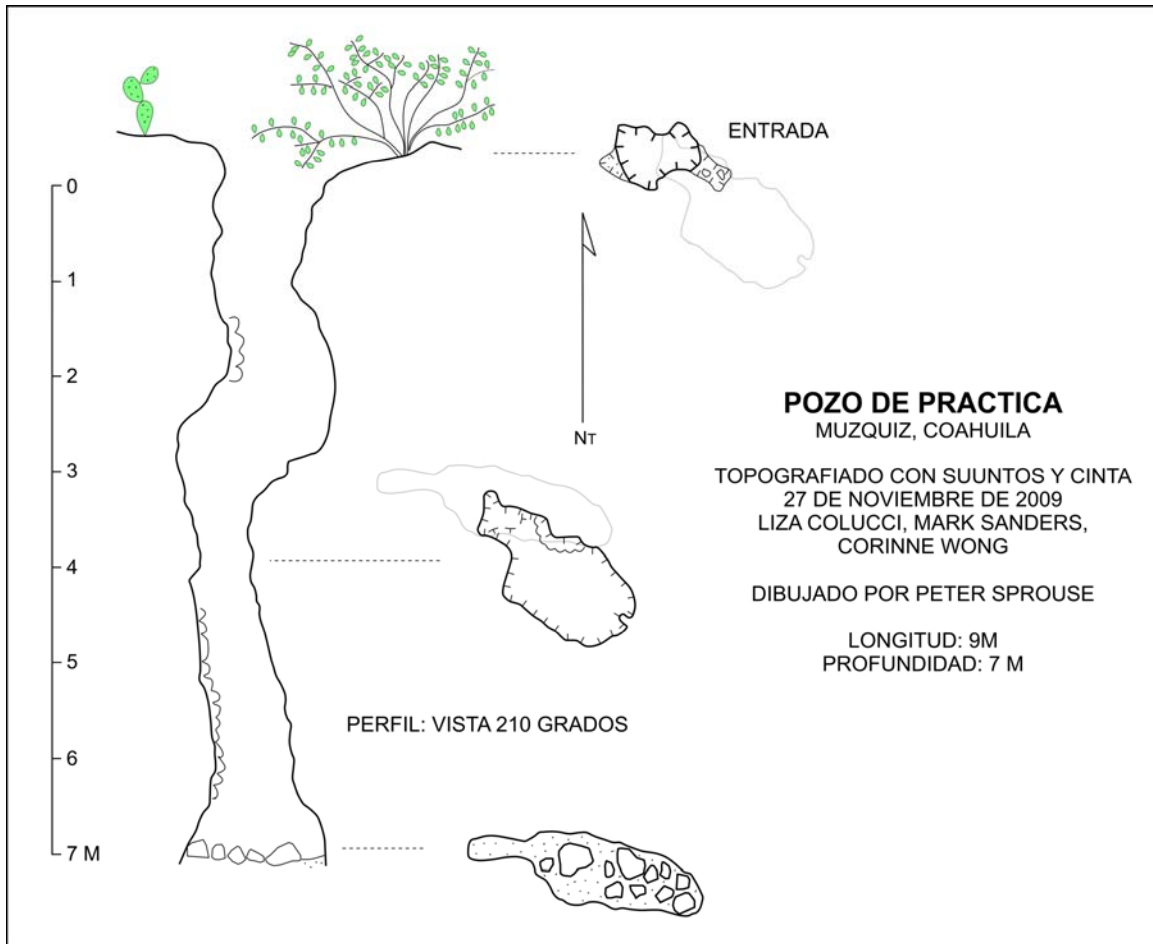 ENTRADA
0
1
2
3
4
5
6
7 M
NT
POZO DE PRACTICA
MUZQUIZ, COAHUILA
TOPOGRAFIADO CON SUUNTOS Y CINTA
27 DE NOVIEMBRE DE 2009
LIZA COLUCCI, MARK SANDERS,
CORINNE WONG
DIBUJADO POR PETER SPROUSE
LONGITUD: 9M
PROFUNDIDAD: 7 M
PERFIL: VISTA 210 GRADOS